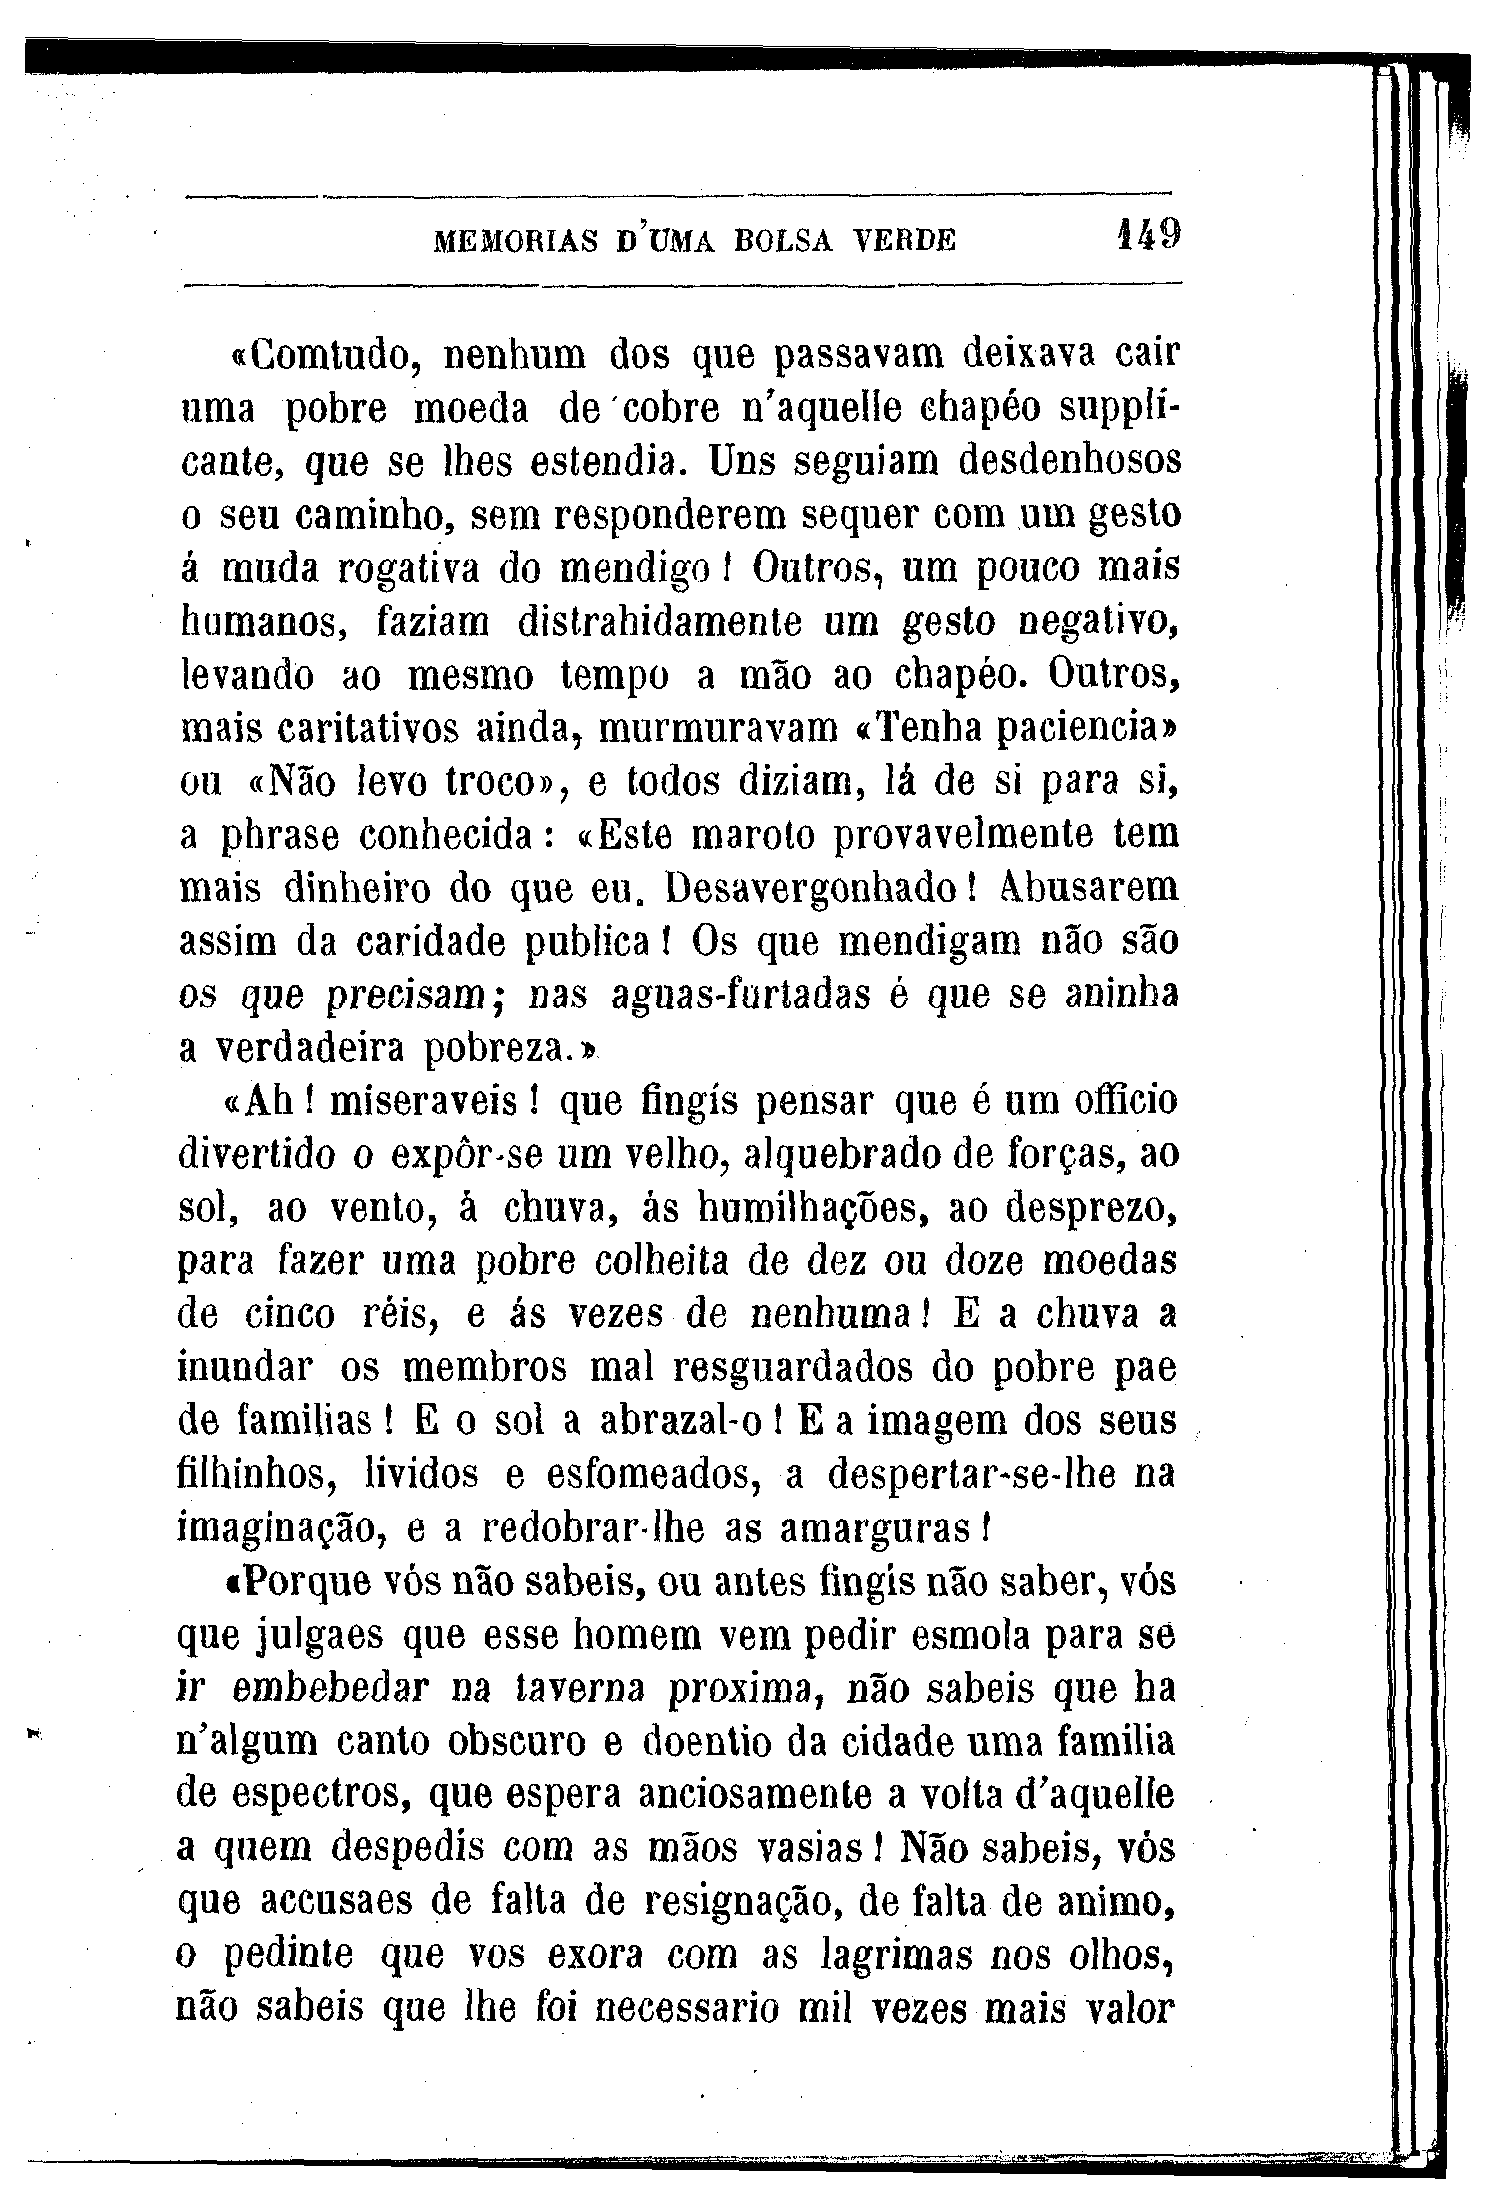 MEMORIAS D'UMA BOLSA VERDE 149
«Comtudo, nenhum dos que passavam deixava cair
uma pobre moeda de cobre n'aquelle chapéo suppli-
cante, que se lhes estendia. Uns seguiam desdenhosos
o seu caminho, sem responderem sequer com um gesto
á muda rogativa do mendigo! Outros, um pouco mais
humanos, faziam distrahidamente um gesto negativo,
levando ao mesmo tempo a mão ao chapéo. Outros,
mais caritativos ainda, murmuravam «Tenha paciencia»
ou «Não levo troco», e todos diziam, lá de si para si,
a phrase conhecida: «Este maroto provavelmente tem
mais dinheiro do que eu. Desavergonhado! Abusarem
assim da caridade publica! Os que mendigam não são
os que precisam; nas aguas-furtadas é que se aninha
a verdadeira pobreza.»
«Ah! miseraveis! que fingís pensar que é um officio
divertido o expôr-se um velho, alquebrado de forças, ao
sol, ao vento, á chuva, ás humilhações, ao desprezo,
para fazer uma pobre colheita de dez ou doze moedas
de cinco réis, e ás vezes de nenhuma! E a chuva a
inundar os membros mal resguardados do pobre pae
de familias! E o sol a abrazal-o! E a imagem dos seus
filhinhos, lividos e esfomeados, a despertar-se-lhe na
imaginação, e a redobrar-lhe as amarguras!
«Porque vós não sabeis, ou antes fingis não saber, vós
que julgaes que esse homem vem pedir esmola para se
ir embebedar na taverna proxima, não sabeis que ha
n'algum canto obscuro e doentio da cidade uma familia
de espectros, que espera anciosamente a volta d'aquelle
a quem despedis com as mãos vasias! Não sabeis, vós
que accusaes de falta de resignação, de falta de animo,
o pedinte que vos exora com as lagrimas nos olhos,
não sabeis que lhe foi necessario mil vezes mais valor